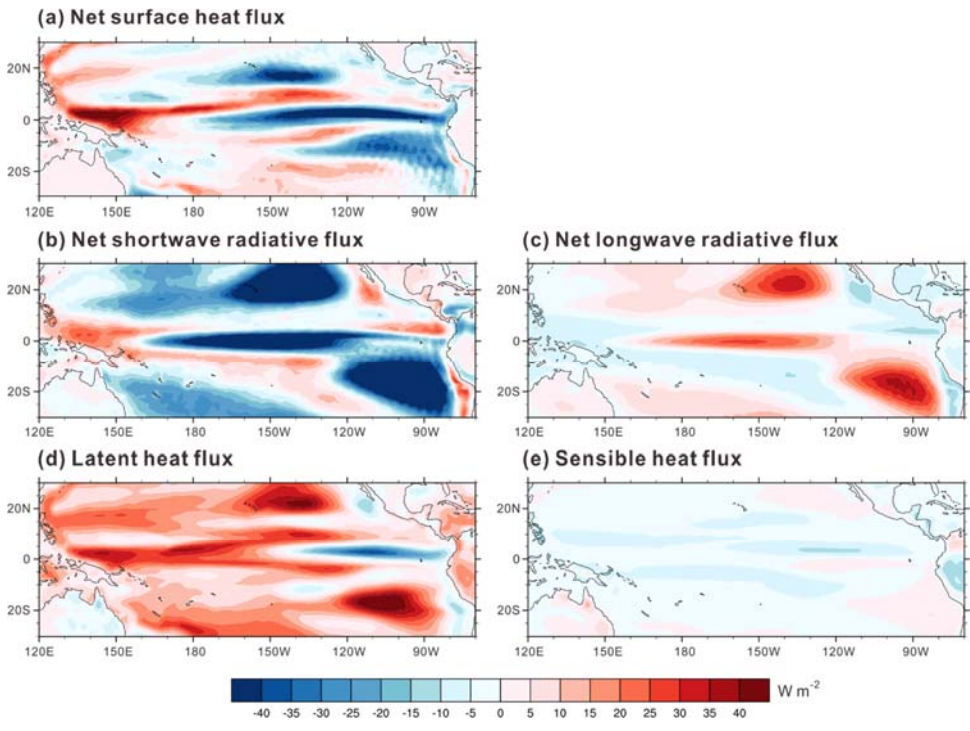 (a) Net surface heat flux
20N
0
20S
120E 150E 180 150W 120W 90W
(b) Net shortwave radiative flux
20N
0
20S
120E 150E 180 150W 120W 90W
(c) Net longwave radiative flux
20N
0
20S
120E 150E 180 150W 120W 90W
(d) Latent heat flux
20N
0
20S
120E 150E 180 150W 120W 90W
(e) Sensible heat flux
20N
0
20S
120E 150E 180 150W 120W 90W
W m⁻²
-40 -35 -30 -25 -20 -15 -10 -5 0 5 10 15 20 25 30 35 40